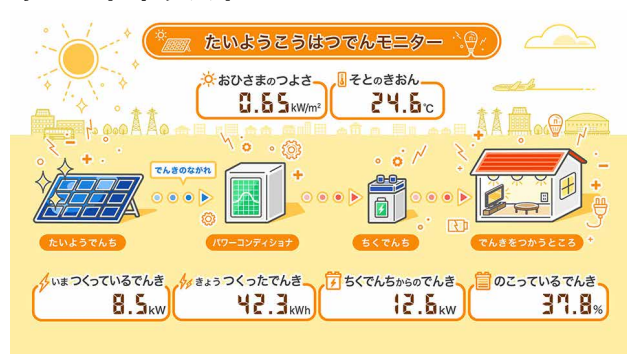 たいようこうはつでんモニター
おひさまのつよさ
0.65kW/m²
そとのきおん
24.6℃
でんきのながれ
たいようでんち
パワーコンディショナ
ちくでんち
でんきをつかうところ
いまつくっているでんき
8.5kW
きょうつくったでんき
42.3kWh
ちくでんちからのでんき
12.6kW
のこっているでんき
37.8%